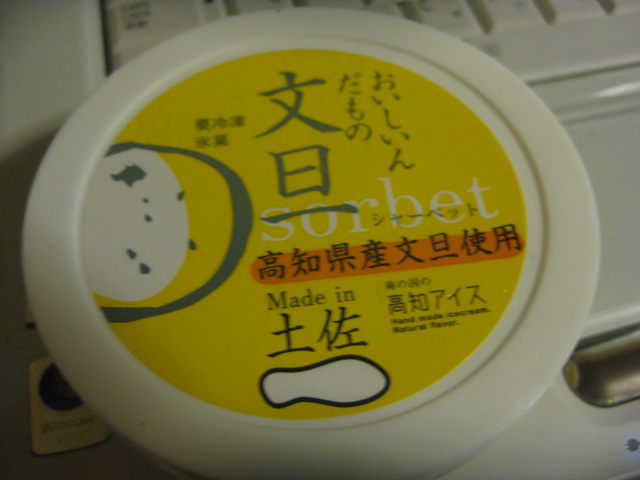 おいしいん
だもの
文旦
要冷凍
氷菓
sorbet
シャーベット
高知県産文旦使用
Made in
土佐
南の国の
高知アイス
Hand made icecream.
Natural flavor.